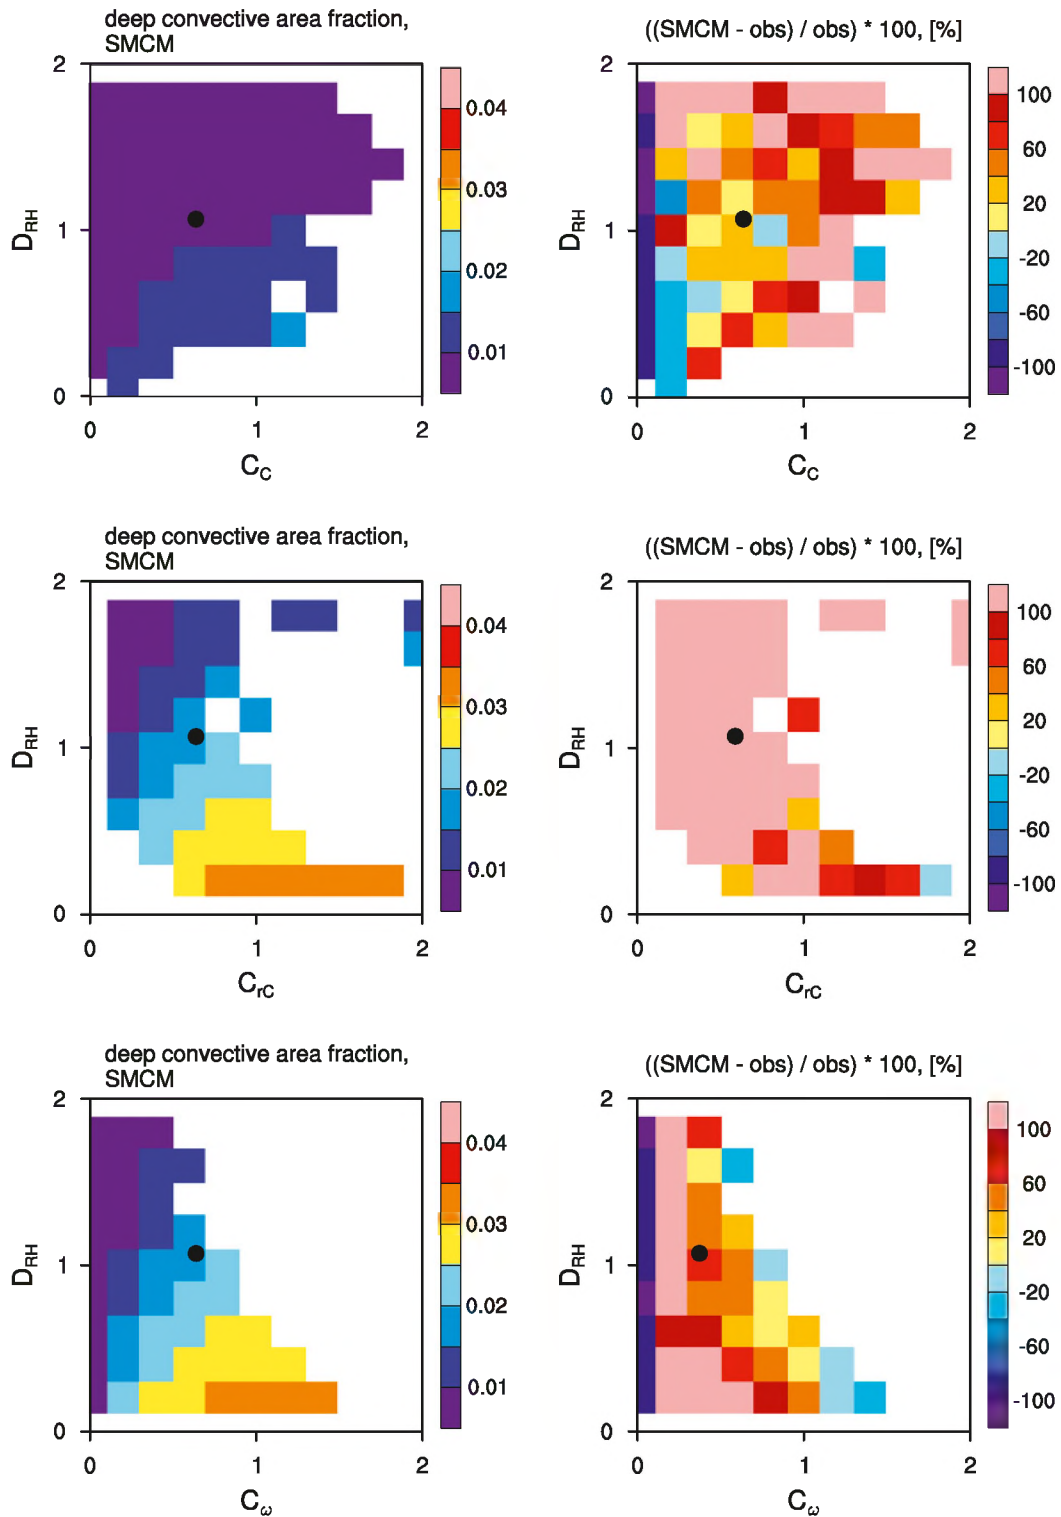 deep convective area fraction,
SMCM
((SMCM - obs) / obs) * 100, [%]
2
1
0
D_RH
0 1 2
C_C
0.04
0.03
0.02
0.01
2
1
0
D_RH
0 1 2
C_C
100
60
20
-20
-60
-100
deep convective area fraction,
SMCM
((SMCM - obs) / obs) * 100, [%]
2
1
0
D_RH
0 1 2
C_rC
0.04
0.03
0.02
0.01
2
1
0
D_RH
0 1 2
C_rC
100
60
20
-20
-60
-100
deep convective area fraction,
SMCM
((SMCM - obs) / obs) * 100, [%]
2
1
0
D_RH
0 1 2
C_ω
0.04
0.03
0.02
0.01
2
1
0
D_RH
0 1 2
C_ω
100
60
20
-20
-60
-100